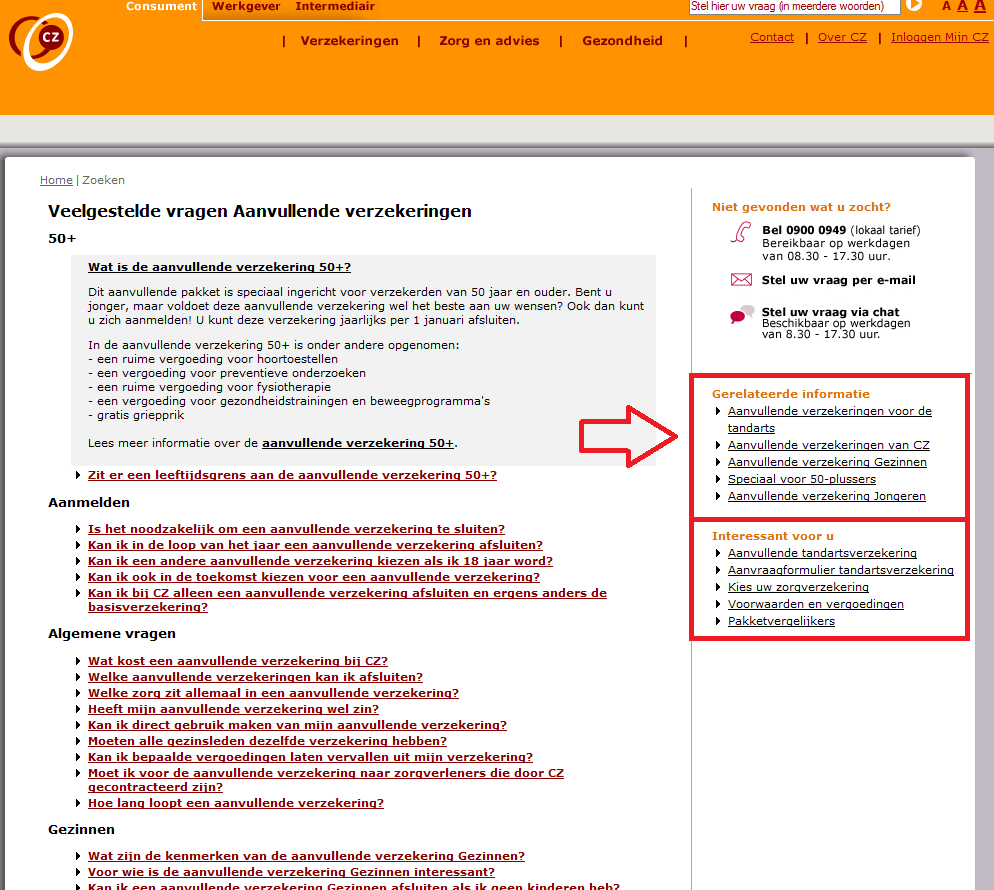 Consument Werkgever Intermediair
Stel hier uw vraag (in meerdere woorden)
A A A
CZ
| Verzekeringen | Zorg en advies | Gezondheid |
Contact | Over CZ | Inloggen Mijn CZ
Home | Zoeken
Veelgestelde vragen Aanvullende verzekeringen
50+
Wat is de aanvullende verzekering 50+?
Dit aanvullende pakket is speciaal ingericht voor verzekerden van 50 jaar en ouder. Bent u
jonger, maar voldoet deze aanvullende verzekering wel het beste aan uw wensen? Ook dan kunt
u zich aanmelden! U kunt deze verzekering jaarlijks per 1 januari afsluiten.
In de aanvullende verzekering 50+ is onder andere opgenomen:
- een ruime vergoeding voor hoortoestellen
- een vergoeding voor preventieve onderzoeken
- een ruime vergoeding voor fysiotherapie
- een vergoeding voor gezondheidstrainingen en beweegprogramma's
- gratis griepprik
Lees meer informatie over de aanvullende verzekering 50+.
Zit er een leeftijdsgrens aan de aanvullende verzekering 50+?
Aanmelden
Is het noodzakelijk om een aanvullende verzekering te sluiten?
Kan ik in de loop van het jaar een aanvullende verzekering afsluiten?
Kan ik een andere aanvullende verzekering kiezen als ik 18 jaar word?
Kan ik ook in de toekomst kiezen voor een aanvullende verzekering?
Kan ik bij CZ alleen een aanvullende verzekering afsluiten en ergens anders de
basisverzekering?
Algemene vragen
Wat kost een aanvullende verzekering bij CZ?
Welke aanvullende verzekeringen kan ik afsluiten?
Welke zorg zit allemaal in een aanvullende verzekering?
Heeft mijn aanvullende verzekering wel zin?
Kan ik direct gebruik maken van mijn aanvullende verzekering?
Moeten alle gezinsleden dezelfde verzekering hebben?
Kan ik bepaalde vergoedingen laten vervallen uit mijn verzekering?
Moet ik voor de aanvullende verzekering naar zorgverleners die door CZ
gecontracteerd zijn?
Hoe lang loopt een aanvullende verzekering?
Gezinnen
Wat zijn de kenmerken van de aanvullende verzekering Gezinnen?
Voor wie is de aanvullende verzekering Gezinnen interessant?
Kan ik een aanvullende verzekering Gezinnen afsluiten als ik geen kinderen heb?
Niet gevonden wat u zocht?
Bel 0900 0949 (lokaal tarief)
Bereikbaar op werkdagen
van 08.30 - 17.30 uur.
Stel uw vraag per e-mail
Stel uw vraag via chat
Beschikbaar op werkdagen
van 8.30 - 17.30 uur.
Gerelateerde informatie
Aanvullende verzekeringen voor de
tandarts
Aanvullende verzekeringen van CZ
Aanvullende verzekering Gezinnen
Speciaal voor 50-plussers
Aanvullende verzekering Jongeren
Interessant voor u
Aanvullende tandartsverzekering
Aanvraagformulier tandartsverzekering
Kies uw zorgverzekering
Voorwaarden en vergoedingen
Pakketvergelijkers